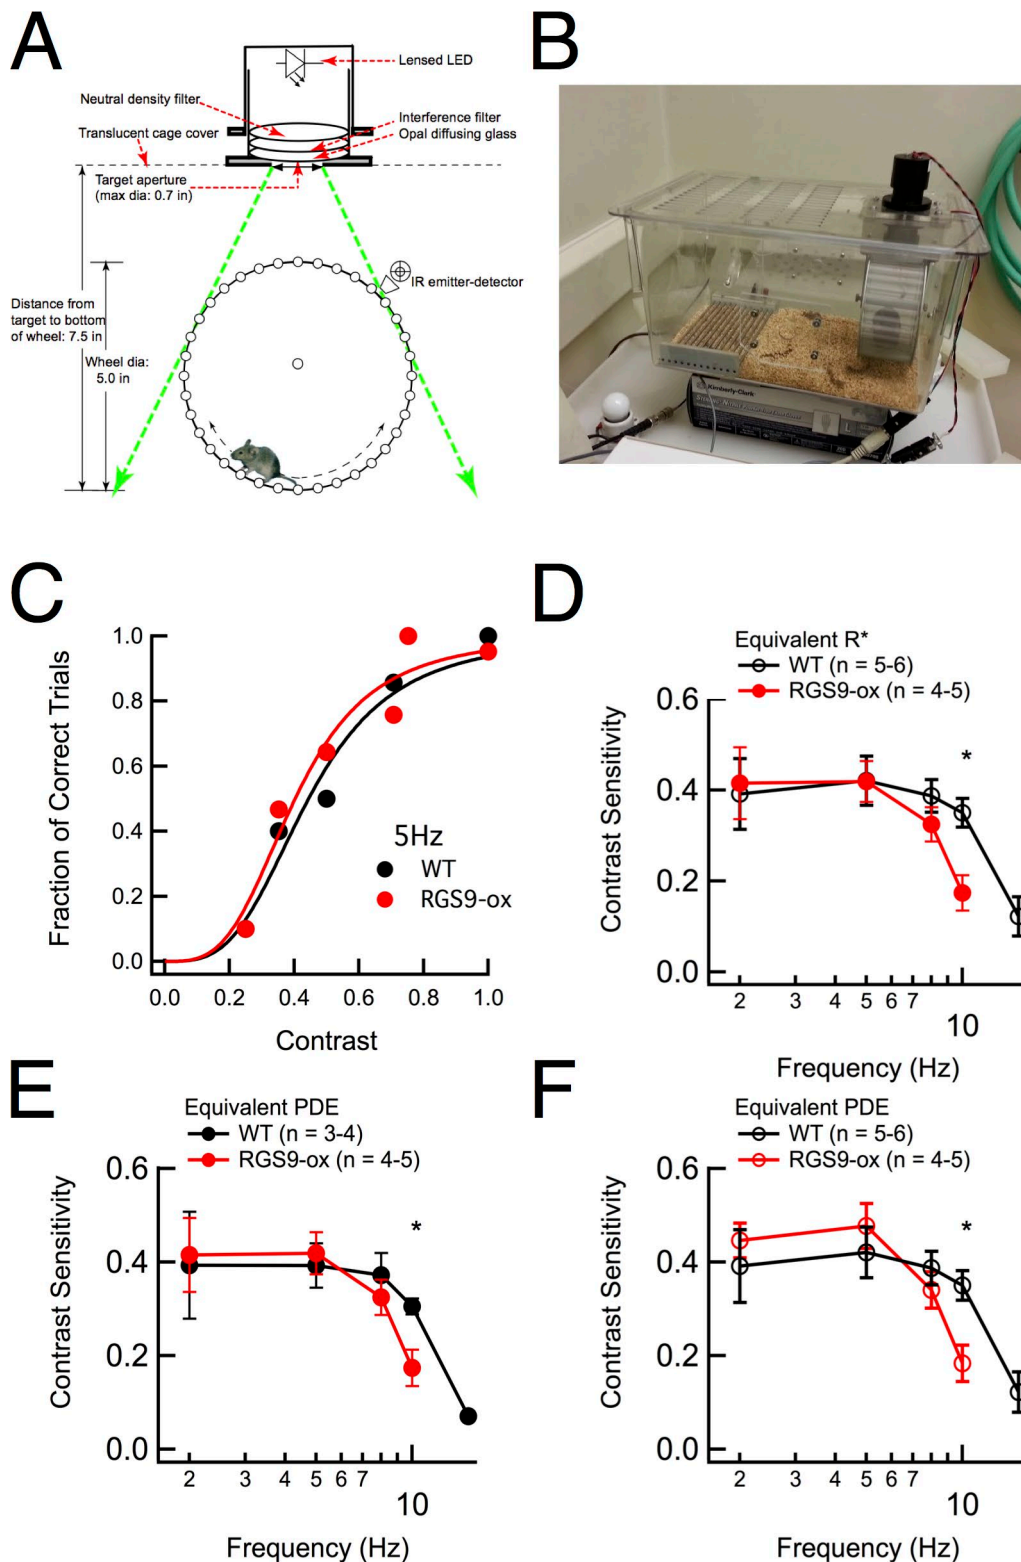 A
Lensed LED
Neutral density filter
Interference filter
Translucent cage cover
Opal diffusing glass
Target aperture
(max dia: 0.7 in)
IR emitter-detector
Distance from
target to bottom
of wheel: 7.5 in
Wheel dia:
5.0 in
B
Kimberly-Clark
L
C
1.0
0.8
0.6
0.4
0.2
0.0
Fraction of Correct Trials
5Hz
WT
RGS9-ox
0.0 0.2 0.4 0.6 0.8 1.0
Contrast
D
Equivalent R*
WT (n = 5-6)
RGS9-ox (n = 4-5)
0.6
0.4
0.2
0.0
Contrast Sensitivity
*
2 3 4 5 6 7
10
Frequency (Hz)
E
Equivalent PDE
WT (n = 3-4)
RGS9-ox (n = 4-5)
0.6
0.4
0.2
0.0
Contrast Sensitivity
*
2 3 4 5 6 7
10
Frequency (Hz)
F
Equivalent PDE
WT (n = 5-6)
RGS9-ox (n = 4-5)
0.6
0.4
0.2
0.0
Contrast Sensitivity
*
2 3 4 5 6 7
10
Frequency (Hz)